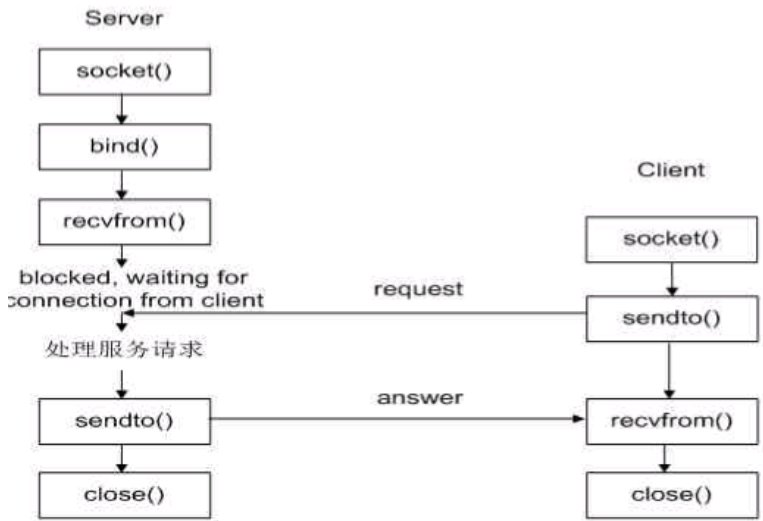 Server
socket()
bind()
recvfrom()
blocked, waiting for
connection from client
处理服务请求
sendto()
close()
request
answer
Client
socket()
sendto()
recvfrom()
close()